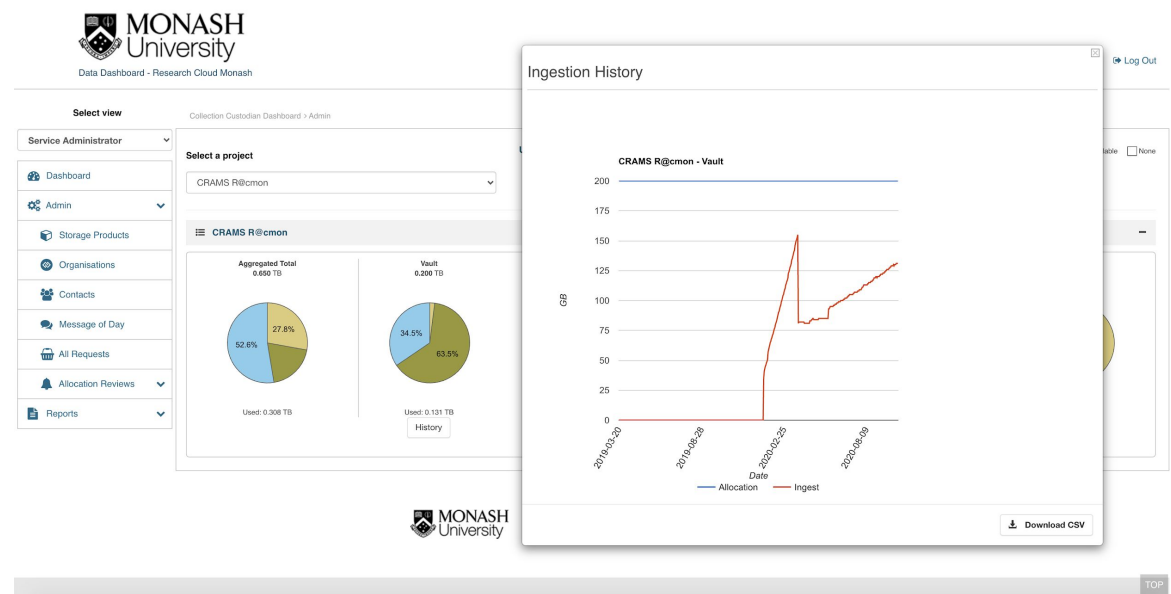 MONASH
University
Data Dashboard - Research Cloud Monash
Log Out
Select view
Service Administrator
Dashboard
Admin
Storage Products
Organisations
Contacts
Message of Day
All Requests
Allocation Reviews
Reports
Collection Custodian Dashboard > Admin
Select a project
CRAMS R@cmon
None
CRAMS R@cmon
Aggregated Total
0.650 TB
52.6%
27.8%
Used: 0.308 TB
Vault
0.200 TB
34.5%
63.5%
Used: 0.131 TB
History
Ingestion History
CRAMS R@cmon - Vault
200
175
150
125
100
75
50
25
0
GB
2019-03-20
2019-08-28
2020-02-25
2020-08-09
Date
Allocation
Ingest
Download CSV
MONASH
University
TOP